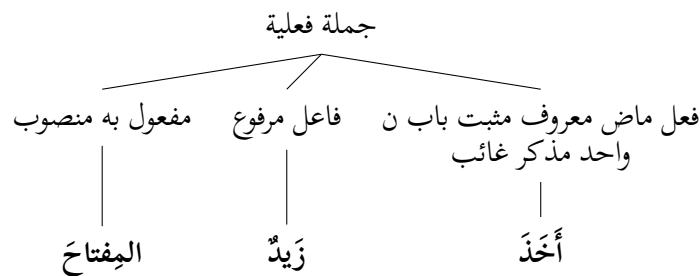 جملة فعلية
فعل ماض معروف مثبت باب ن
واحد مذكر غائب
فاعل مرفوع
مفعول به منصوب
أَخَذَ
زَيدٌ
المِفتاحَ